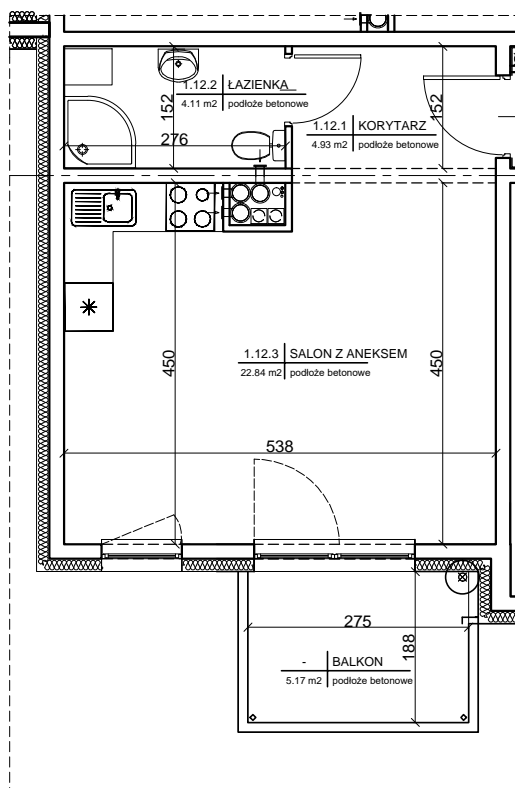 1.12.2 ŁAZIENKA
4.11 m2 podłoże betonowe
152
152
276
1.12.1 KORYTARZ
4.93 m2 podłoże betonowe
1.12.3 SALON Z ANEKSEM
22.84 m2 podłoże betonowe
450
450
538
275
188
- BALKON
5.17 m2 podłoże betonowe